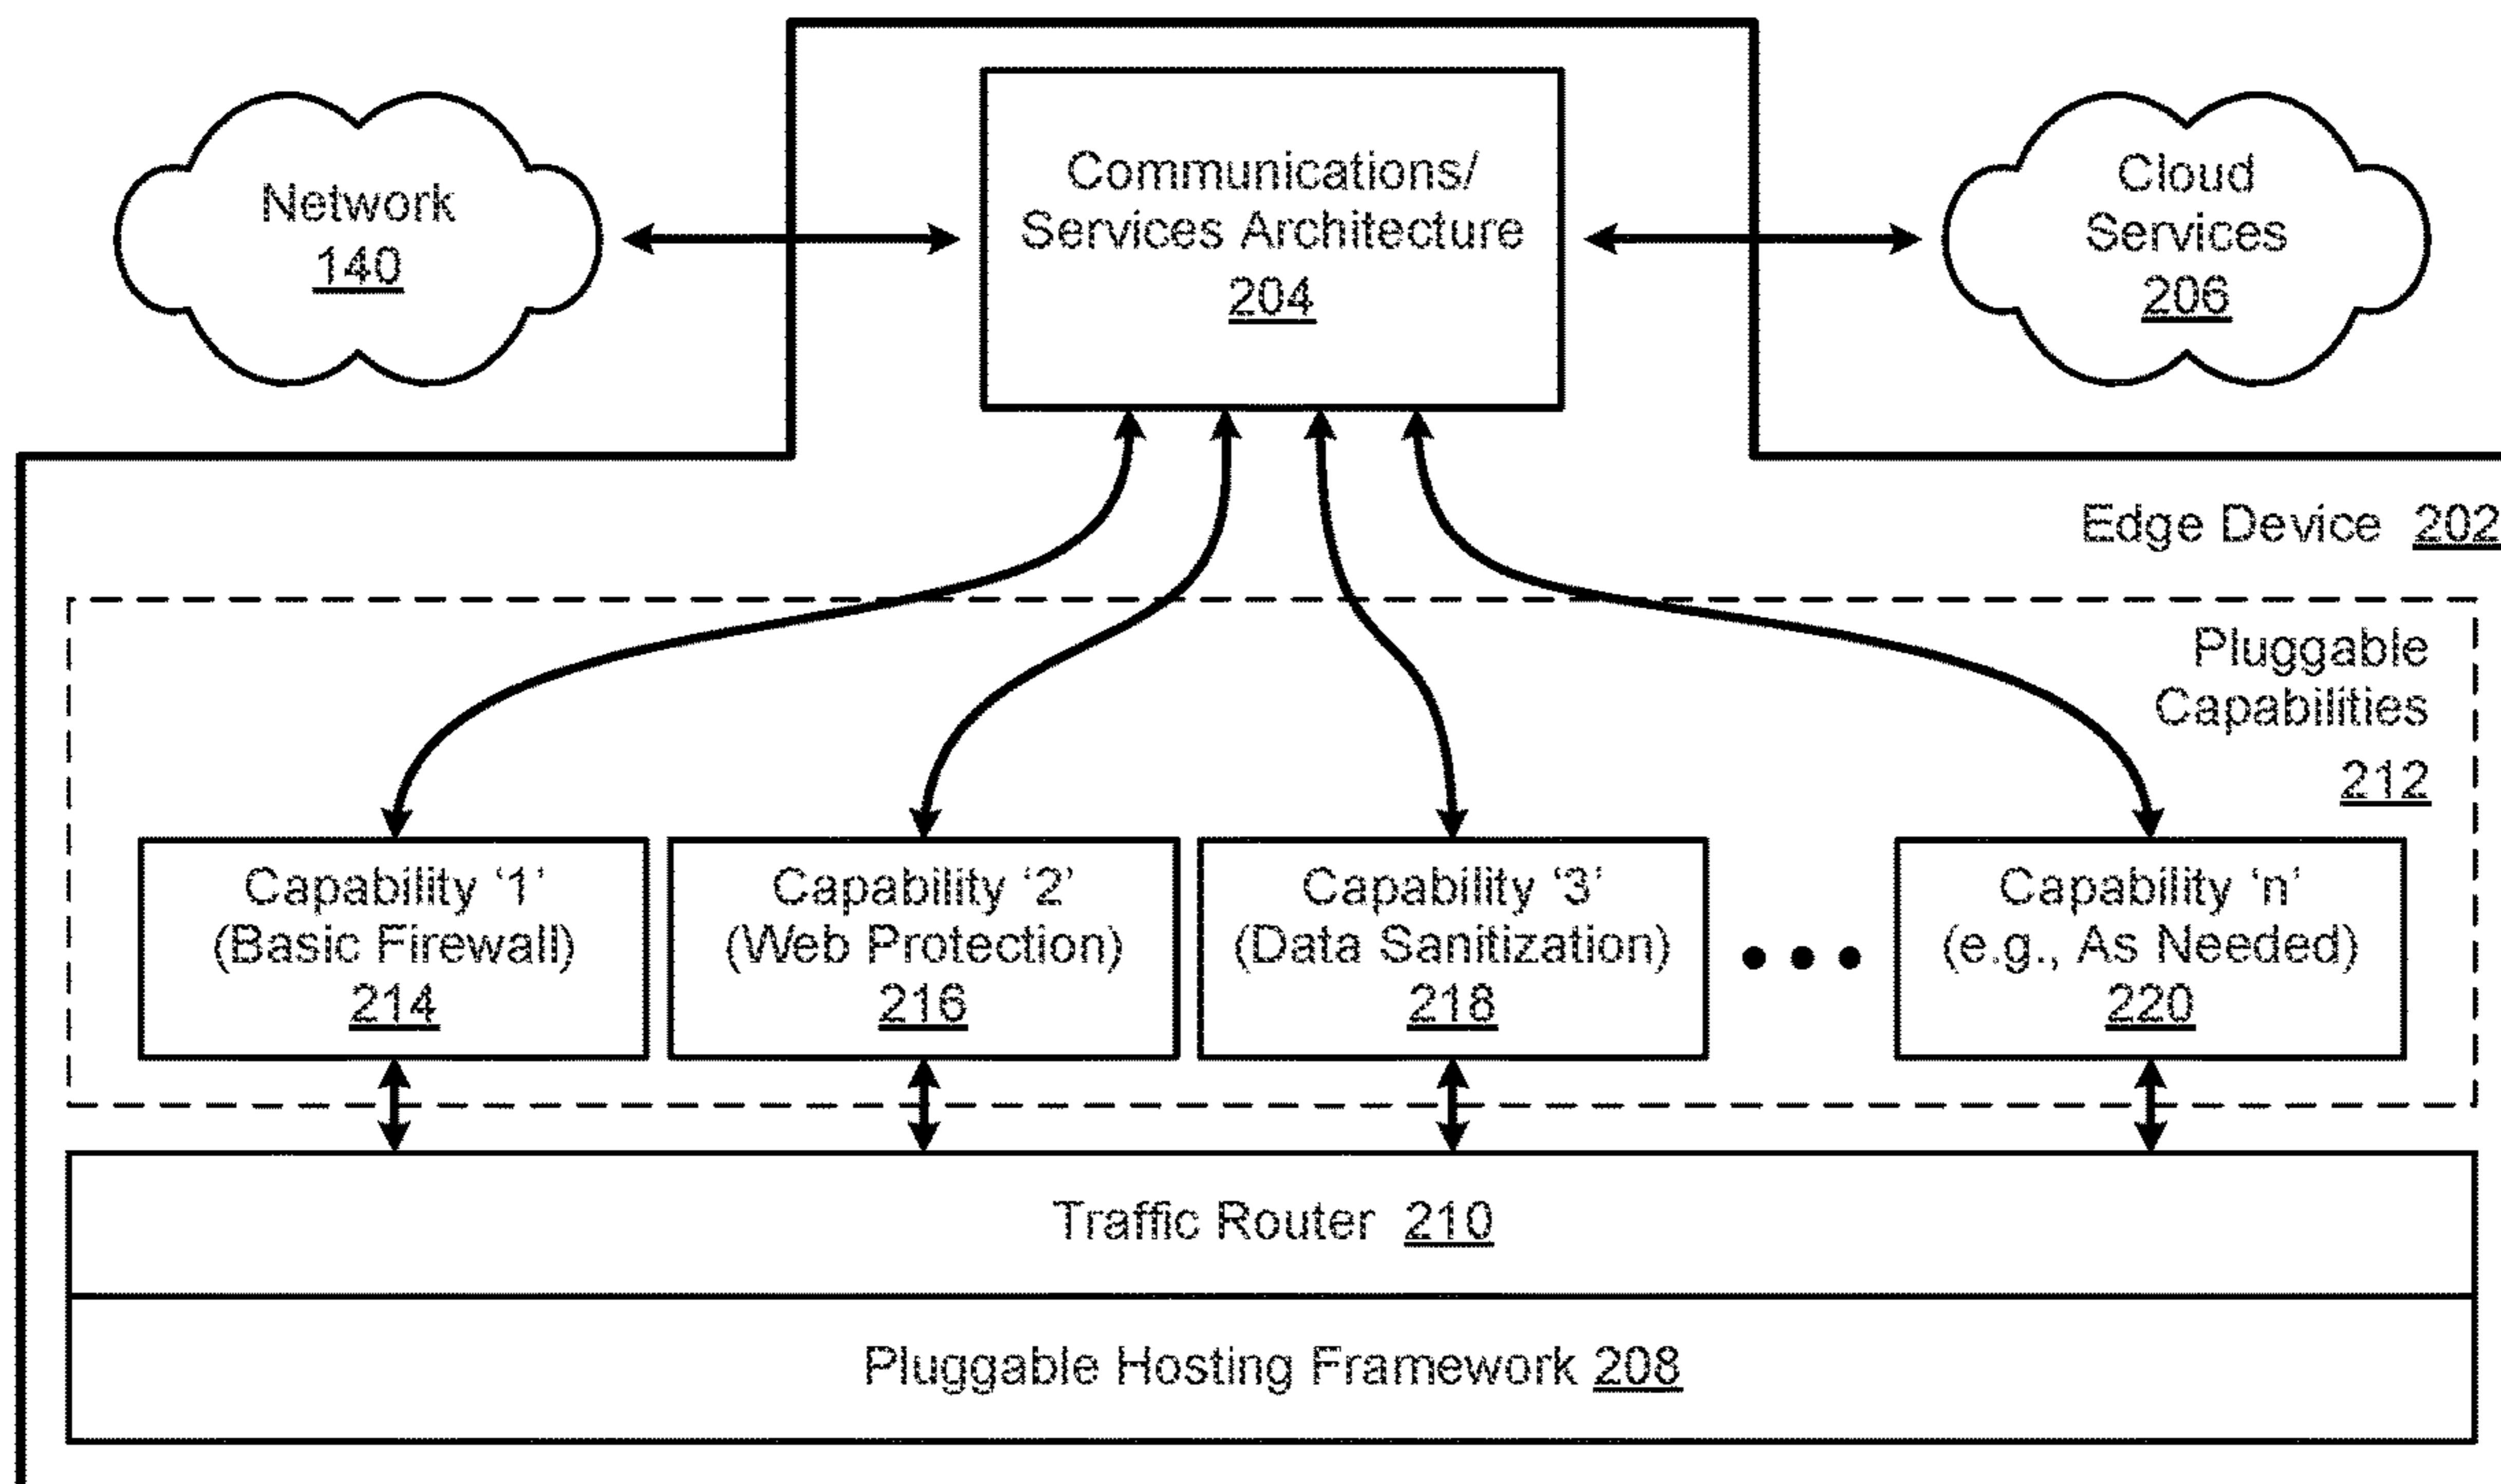 Network
140
Communications/
Services Architecture
204
Cloud
Services
206
Edge Device 202
Pluggable
Capabilities
212
Capability ‘1’
(Basic Firewall)
214
Capability ‘2’
(Web Protection)
216
Capability ‘3’
(Data Sanitization)
218
Capability ‘n’
(e.g., As Needed)
220
Traffic Router 210
Pluggable Hosting Framework 208